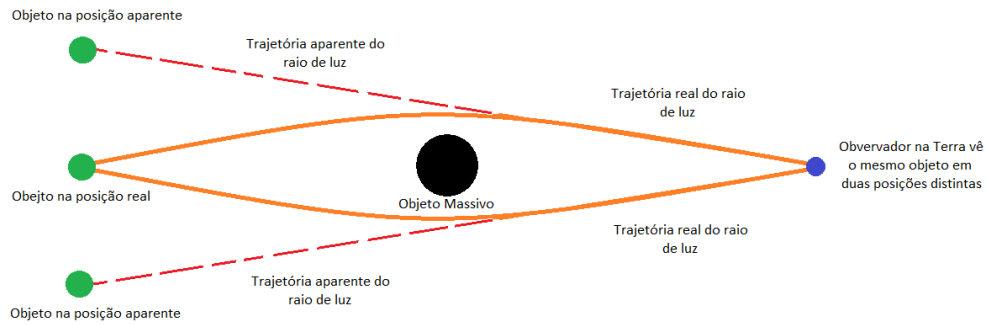 Objeto na posição aparente
Trajetória aparente do
raio de luz
Trajetória real do raio
de luz
Obvervador na Terra vê
o mesmo objeto em
duas posições distintas
Obejto na posição real
Objeto Massivo
Trajetória real do raio
de luz
Trajetória aparente do
raio de luz
Objeto na posição aparente